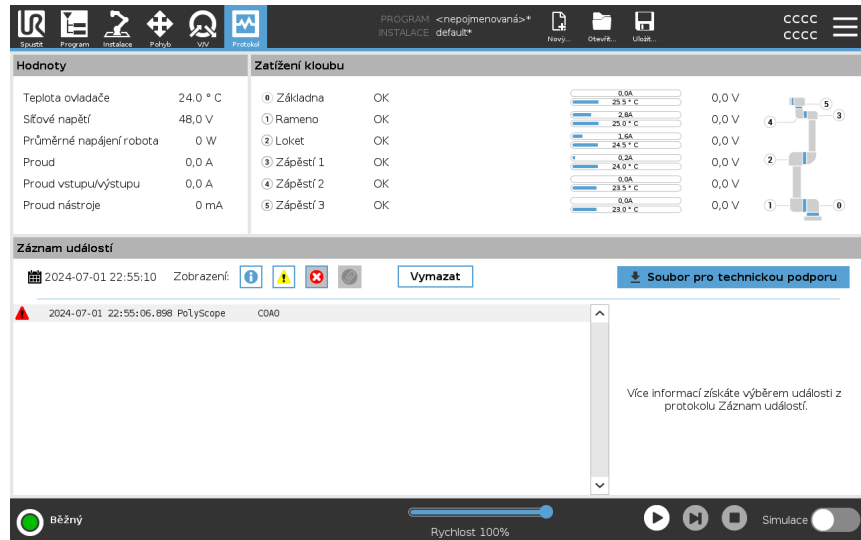 PROGRAM <nepojmenovaná>*
INSTALACE default*
CCCC
CCCC
Spustit Program Instalace Pohyb V/V Protokol Nový... Otevřít... Uložit...
Hodnoty
Teplota ovladače 24.0 ° C
Síťové napětí 48,0 V
Průměrné napájení robota 0 W
Proud 0,0 A
Proud vstupu/výstupu 0,0 A
Proud nástroje 0 mA
Zatížení kloubu
0 Základna OK 0,0A 25.5 ° C 0,0 V
1 Rameno OK 2,8A 25.0 ° C 0,0 V
2 Loket OK 1,6A 24.5 ° C 0,0 V
3 Zápěstí 1 OK 0,2A 24.0 ° C 0,0 V
4 Zápěstí 2 OK 0,0A 23.5 ° C 0,0 V
5 Zápěstí 3 OK 0,0A 23.0 ° C 0,0 V
5
4 3
2
1 0
Záznam událostí
2024-07-01 22:55:10 Zobrazení: Vymazat Soubor pro technickou podporu
2024-07-01 22:55:06.898 PolyScope C0A0
Více informací získáte výběrem události z
protokolu Záznam událostí.
Běžný
Rychlost 100%
Simulace